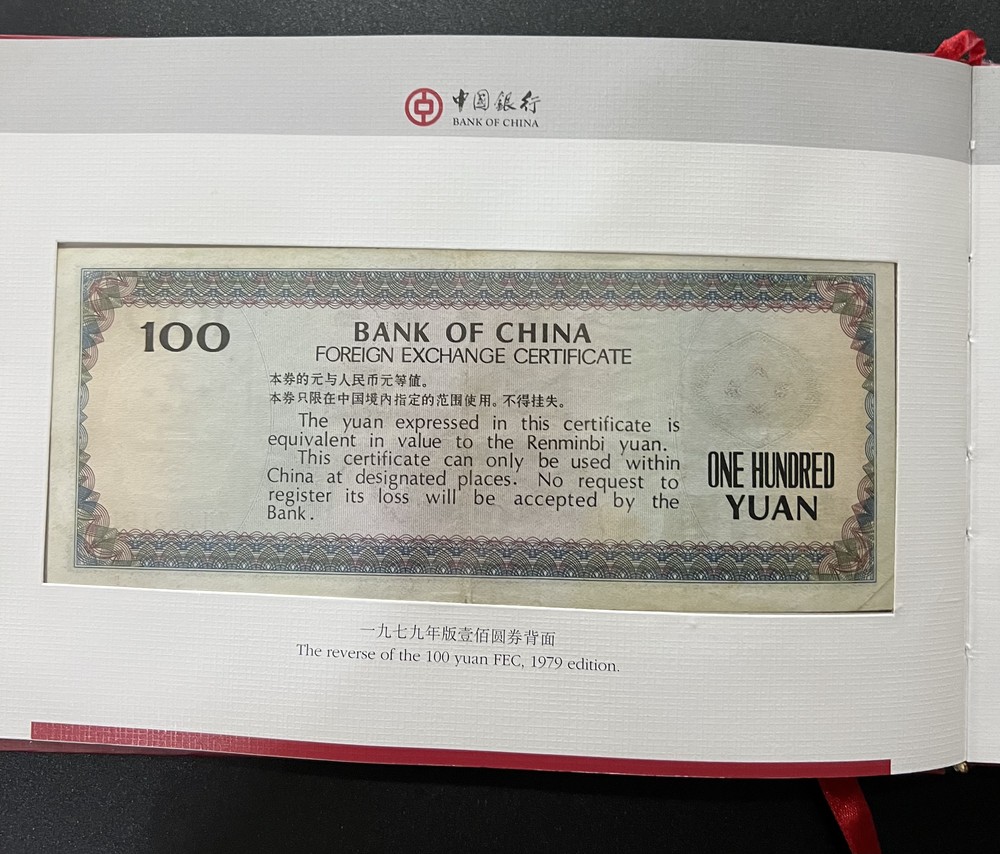 中国銀行
BANK OF CHINA
100
BANK OF CHINA
FOREIGN EXCHANGE CERTIFICATE
本券的元与人民币元等值。
本券只限在中国境内指定的范围使用。不得挂失。
The yuan expressed in this certificate is
equivalent in value to the Renminbi yuan.
This certificate can only be used within
China at designated places. No request to
register its loss will be accepted by the
Bank.
ONE HUNDRED
YUAN
一九七九年版壹佰圆券背面
The reverse of the 100 yuan FEC, 1979 edition.